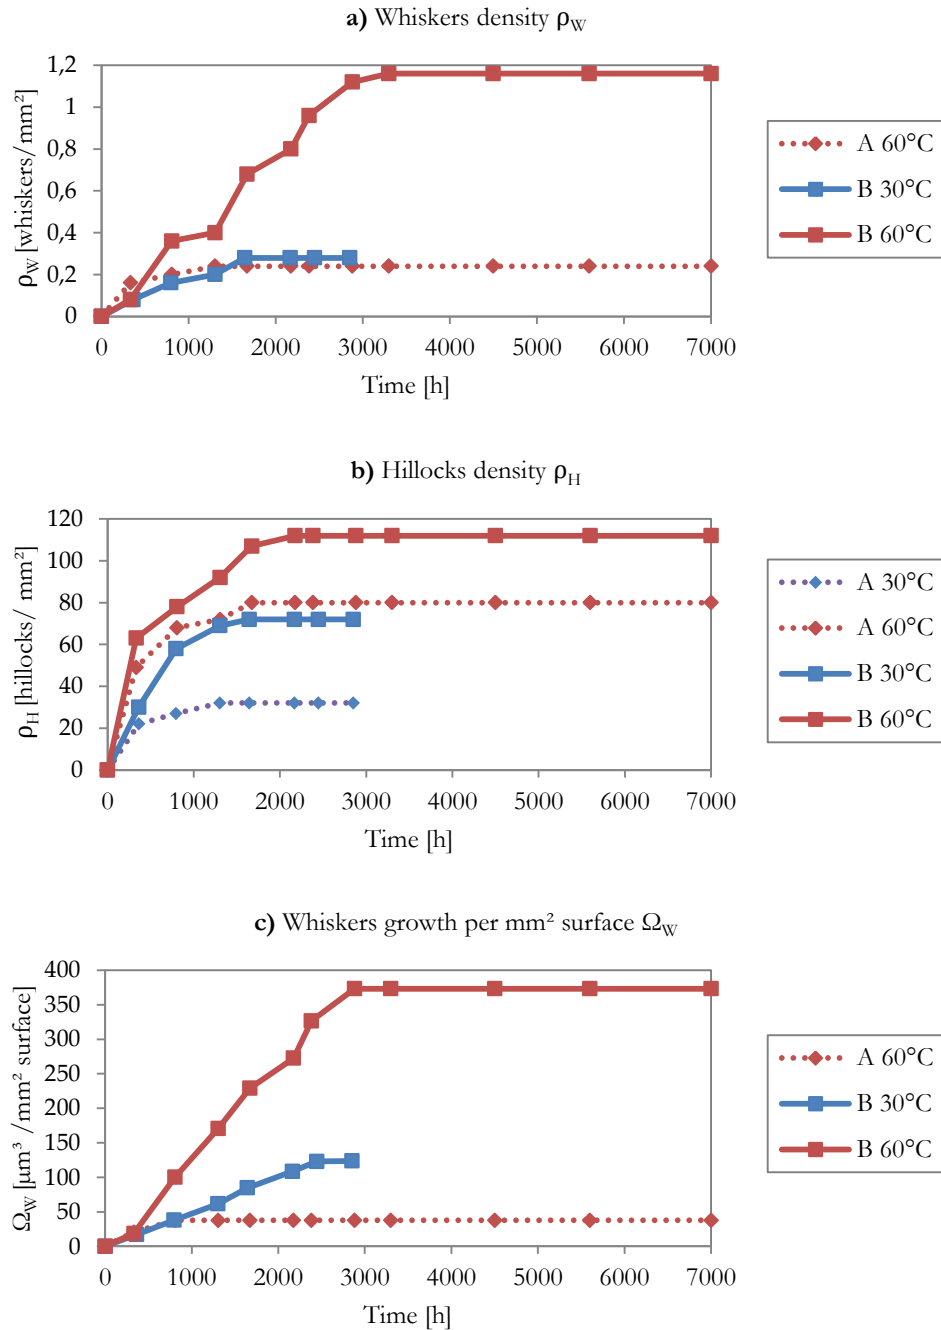 a) Whiskers density ρW
1,2
1
0,8
0,6
0,4
0,2
0
ρW [whiskers/mm²]
0 1000 2000 3000 4000 5000 6000 7000
Time [h]
A 60°C
B 30°C
B 60°C
b) Hillocks density ρH
120
100
80
60
40
20
0
ρH [hillocks/ mm²]
0 1000 2000 3000 4000 5000 6000 7000
Time [h]
A 30°C
A 60°C
B 30°C
B 60°C
c) Whiskers growth per mm² surface ΩW
400
350
300
250
200
150
100
50
0
ΩW [µm³ /mm² surface]
0 1000 2000 3000 4000 5000 6000 7000
Time [h]
A 60°C
B 30°C
B 60°C